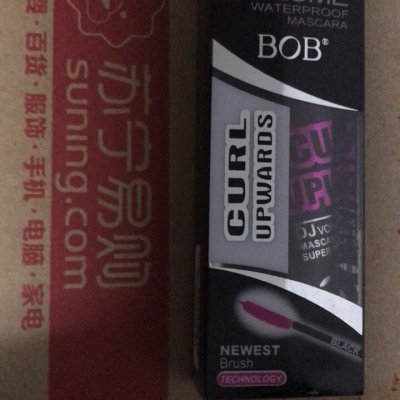 苏宁易购
suning.com
百货·服饰·手机·电脑·家电
WATERPROOF
MASCARA
BOB®
CURL
UPWARDS
NEWEST
Brush
TECHNOLOGY
BLACK